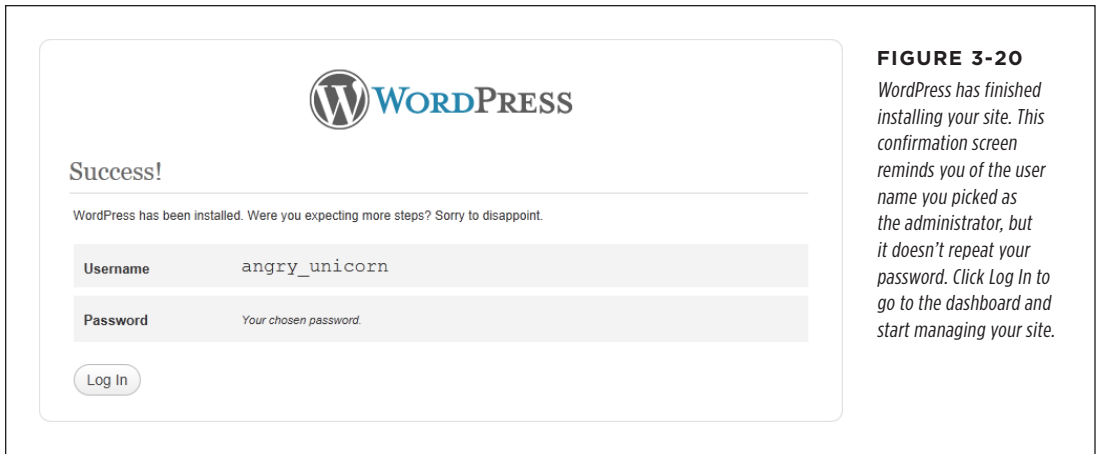 WORDPRESS
Success!
WordPress has been installed. Were you expecting more steps? Sorry to disappoint.
Username angry_unicorn
Password Your chosen password.
Log In
FIGURE 3-20
WordPress has finished
installing your site. This
confirmation screen
reminds you of the user
name you picked as
the administrator, but
it doesn’t repeat your
password. Click Log In to
go to the dashboard and
start managing your site.